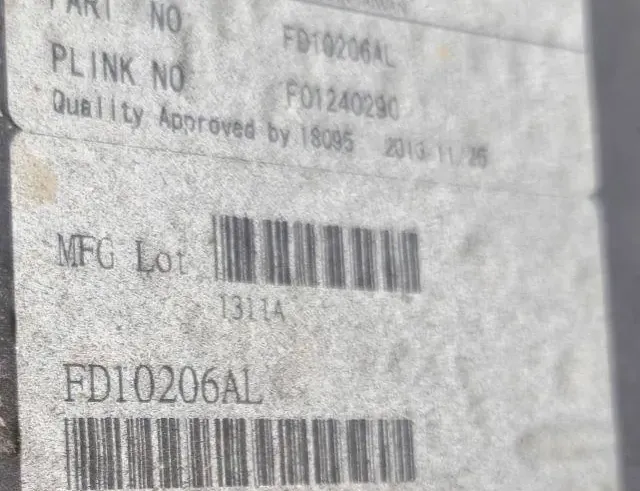 PART NO FD10206AL
PLINK NO F01240290
Quality Approved by 18095 2013 11/26
MFG Lot
1311A
FD10206AL